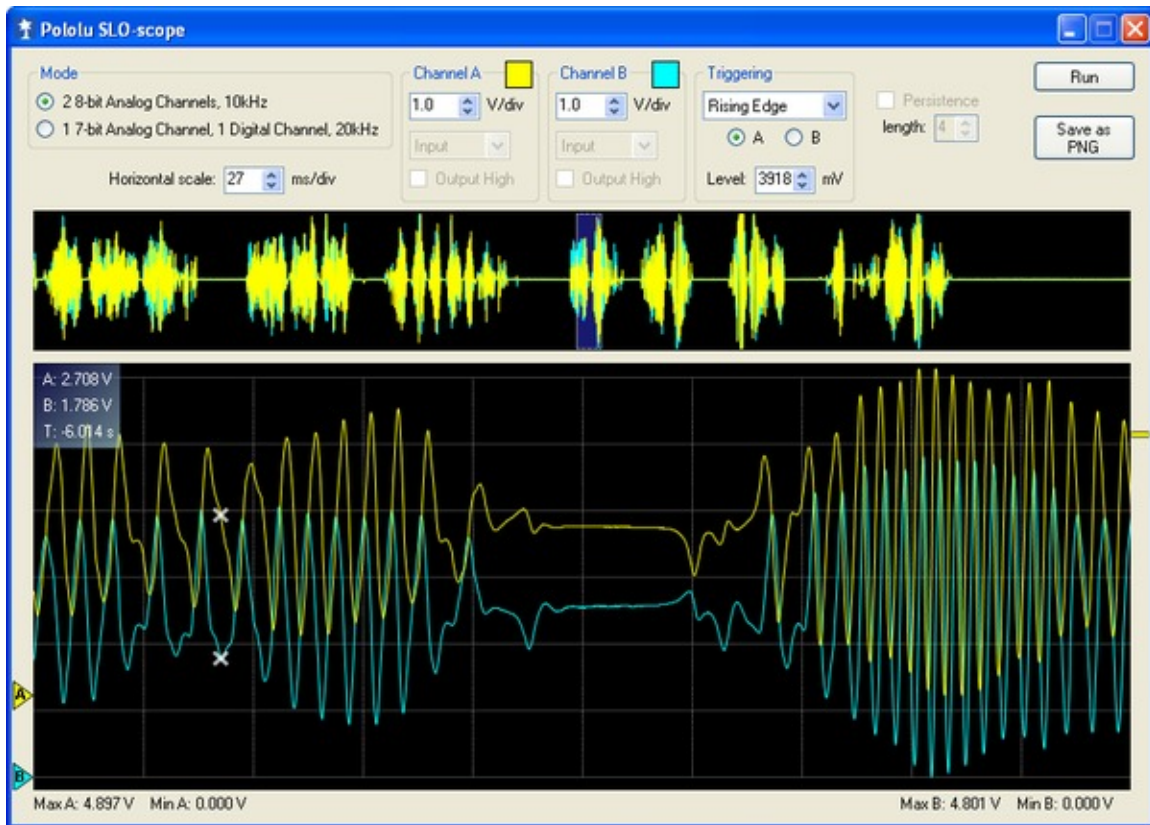 Pololu SLO-scope
Mode
2 8-bit Analog Channels, 10kHz
1 7-bit Analog Channel, 1 Digital Channel, 20kHz
Horizontal scale: 27 ms/div
Channel A
1.0 V/div
Input
Output High
Channel B
1.0 V/div
Input
Output High
Triggering
Rising Edge
A B
Level: 3918 mV
Persistence
length: 4
Run
Save as
PNG
A: 2.708 V
B: 1.786 V
T: -6.014 s
A
B
Max A: 4.897 V Min A: 0.000 V
Max B: 4.801 V Min B: 0.000 V